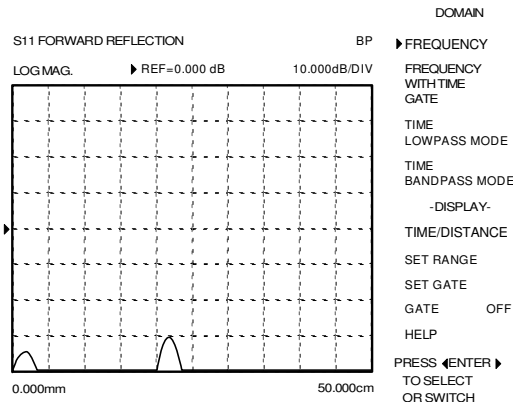 DOMAIN
S11 FORWARD REFLECTION BP
LOG MAG. ▶ REF=0.000 dB 10.000dB/DIV
0.000mm 50.000cm
▶ FREQUENCY
FREQUENCY
WITH TIME
GATE
TIME
LOWPASS MODE
TIME
BANDPASS MODE
-DISPLAY-
TIME/DISTANCE
SET RANGE
SET GATE
GATE OFF
HELP
PRESS ◀ENTER▶
TO SELECT
OR SWITCH